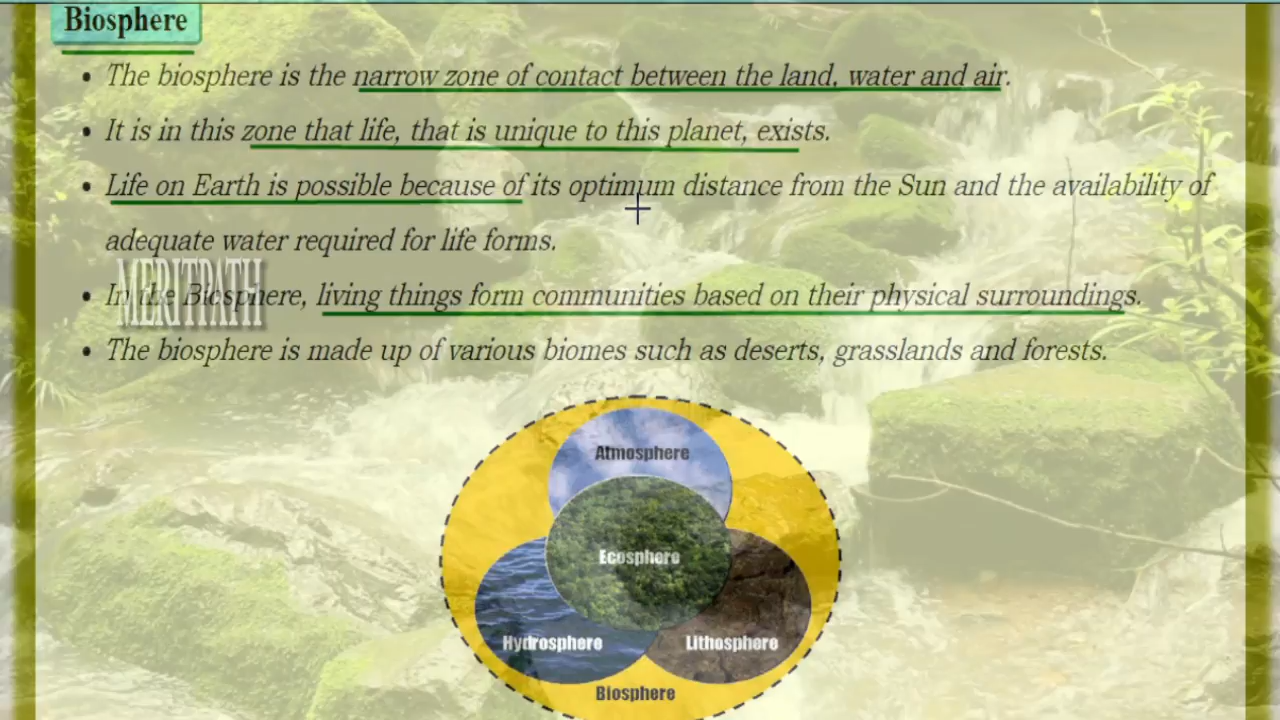 Biosphere
• The biosphere is the narrow zone of contact between the land, water and air.
• It is in this zone that life, that is unique to this planet, exists.
• Life on Earth is possible because of its optimum distance from the Sun and the availability of
adequate water required for life forms.
• In the Biosphere, living things form communities based on their physical surroundings.
MERITPATH
• The biosphere is made up of various biomes such as deserts, grasslands and forests.
Atmosphere
Ecosphere
Hydrosphere Lithosphere
Biosphere